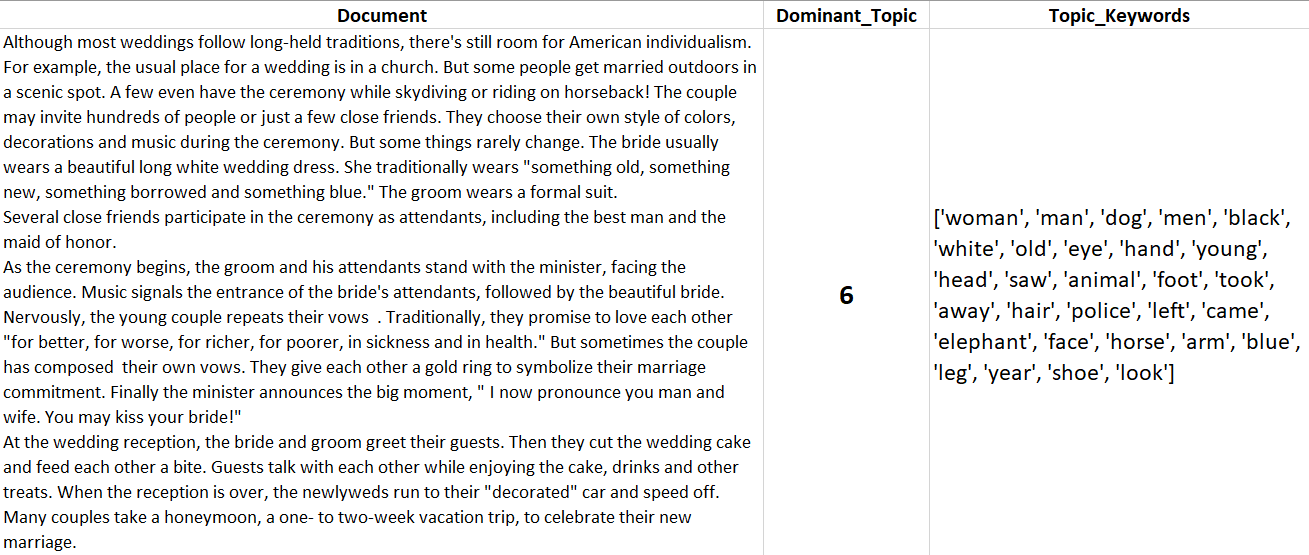 Document Dominant_Topic Topic_Keywords
Although most weddings follow long-held traditions, there's still room for American individualism.
For example, the usual place for a wedding is in a church. But some people get married outdoors in
a scenic spot. A few even have the ceremony while skydiving or riding on horseback! The couple
may invite hundreds of people or just a few close friends. They choose their own style of colors,
decorations and music during the ceremony. But some things rarely change. The bride usually
wears a beautiful long white wedding dress. She traditionally wears "something old, something
new, something borrowed and something blue." The groom wears a formal suit.
Several close friends participate in the ceremony as attendants, including the best man and the
maid of honor.
As the ceremony begins, the groom and his attendants stand with the minister, facing the
audience. Music signals the entrance of the bride's attendants, followed by the beautiful bride.
Nervously, the young couple repeats their vows  . Traditionally, they promise to love each other
"for better, for worse, for richer, for poorer, in sickness and in health." But sometimes the couple
has composed  their own vows. They give each other a gold ring to symbolize their marriage
commitment. Finally the minister announces the big moment, " I now pronounce you man and
wife. You may kiss your bride!"
At the wedding reception, the bride and groom greet their guests. Then they cut the wedding cake
and feed each other a bite. Guests talk with each other while enjoying the cake, drinks and other
treats. When the reception is over, the newlyweds run to their "decorated" car and speed off.
Many couples take a honeymoon, a one- to two-week vacation trip, to celebrate their new
marriage.
6
['woman', 'man', 'dog', 'men', 'black',
'white', 'old', 'eye', 'hand', 'young',
'head', 'saw', 'animal', 'foot', 'took',
'away', 'hair', 'police', 'left', 'came',
'elephant', 'face', 'horse', 'arm', 'blue',
'leg', 'year', 'shoe', 'look']